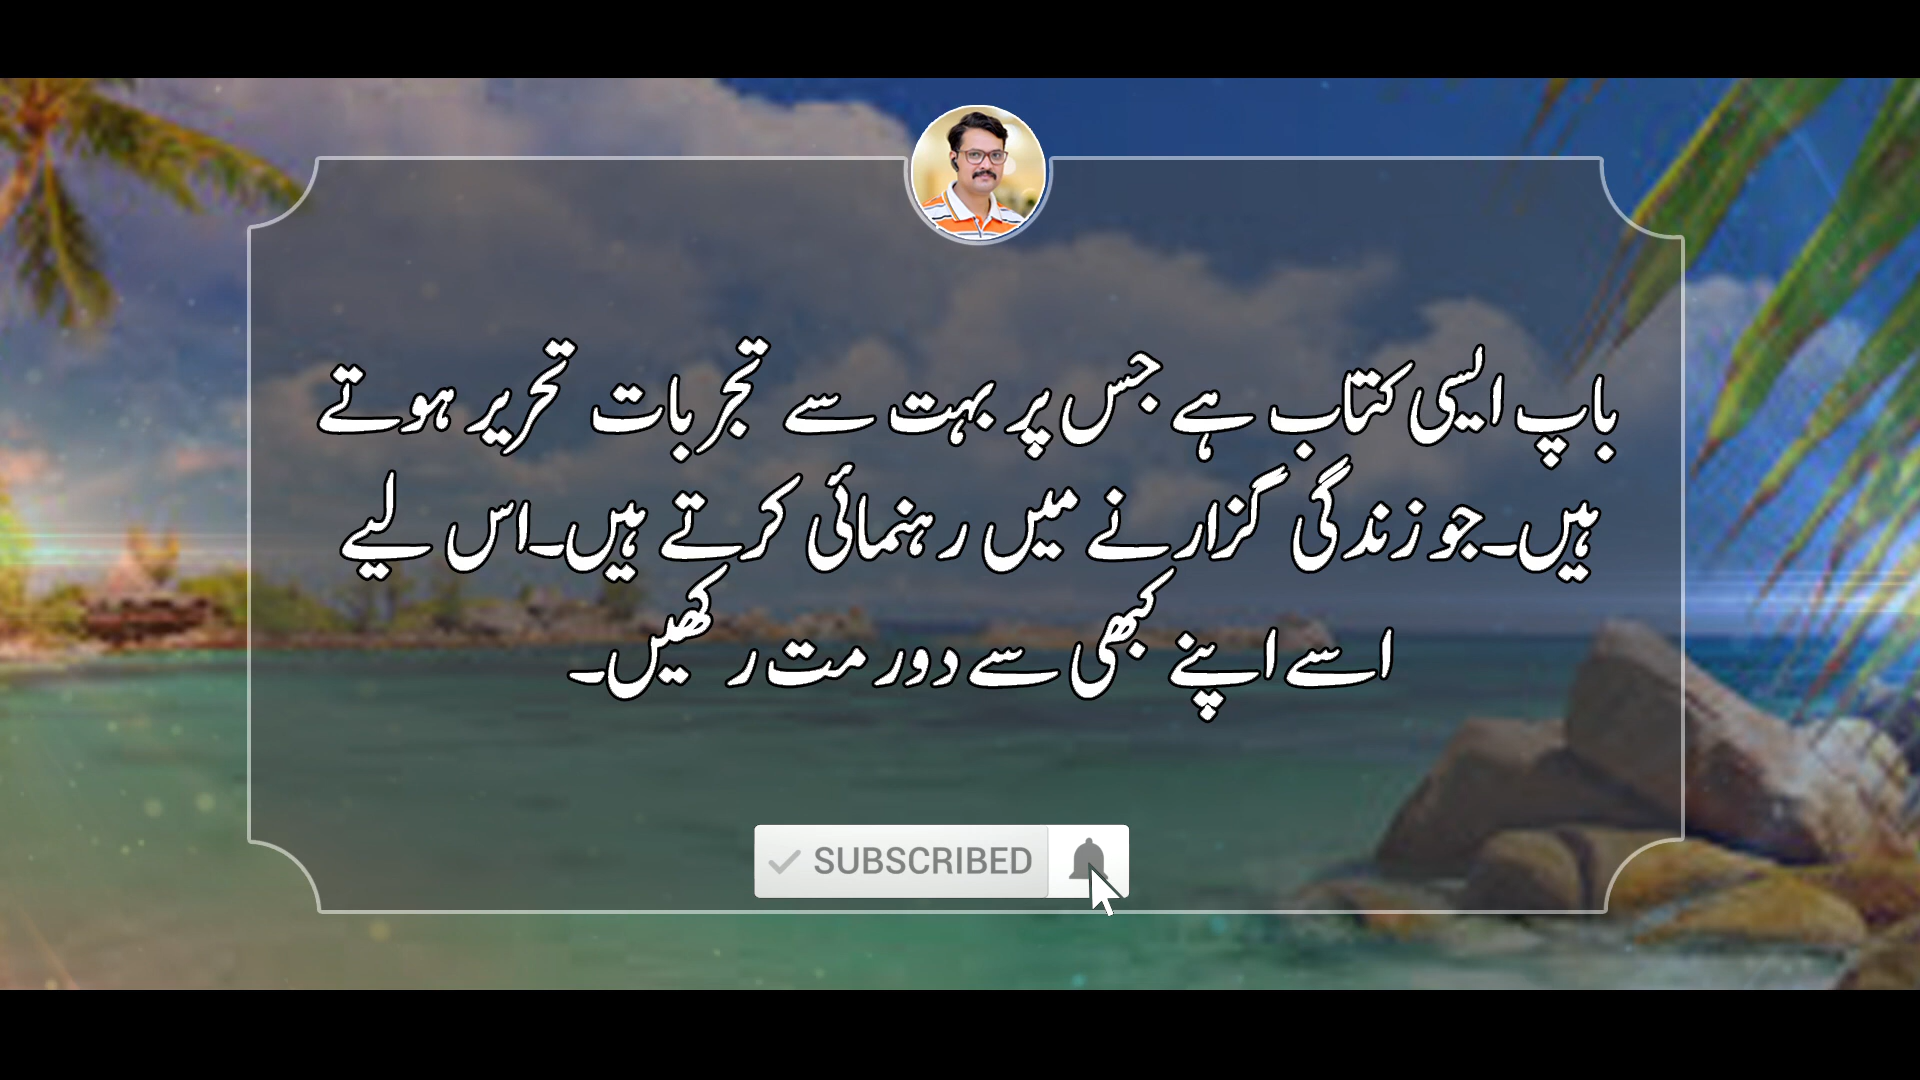 باپ ایسی کتاب ہے جس پر بہت سے تجربات تحریر ہوتے
ہیں۔جو زندگی گزارنے میں رہنمائی کرتے ہیں۔اس لیے
اسے اپنے کبھی سے دور مت رکھیں۔
SUBSCRIBED